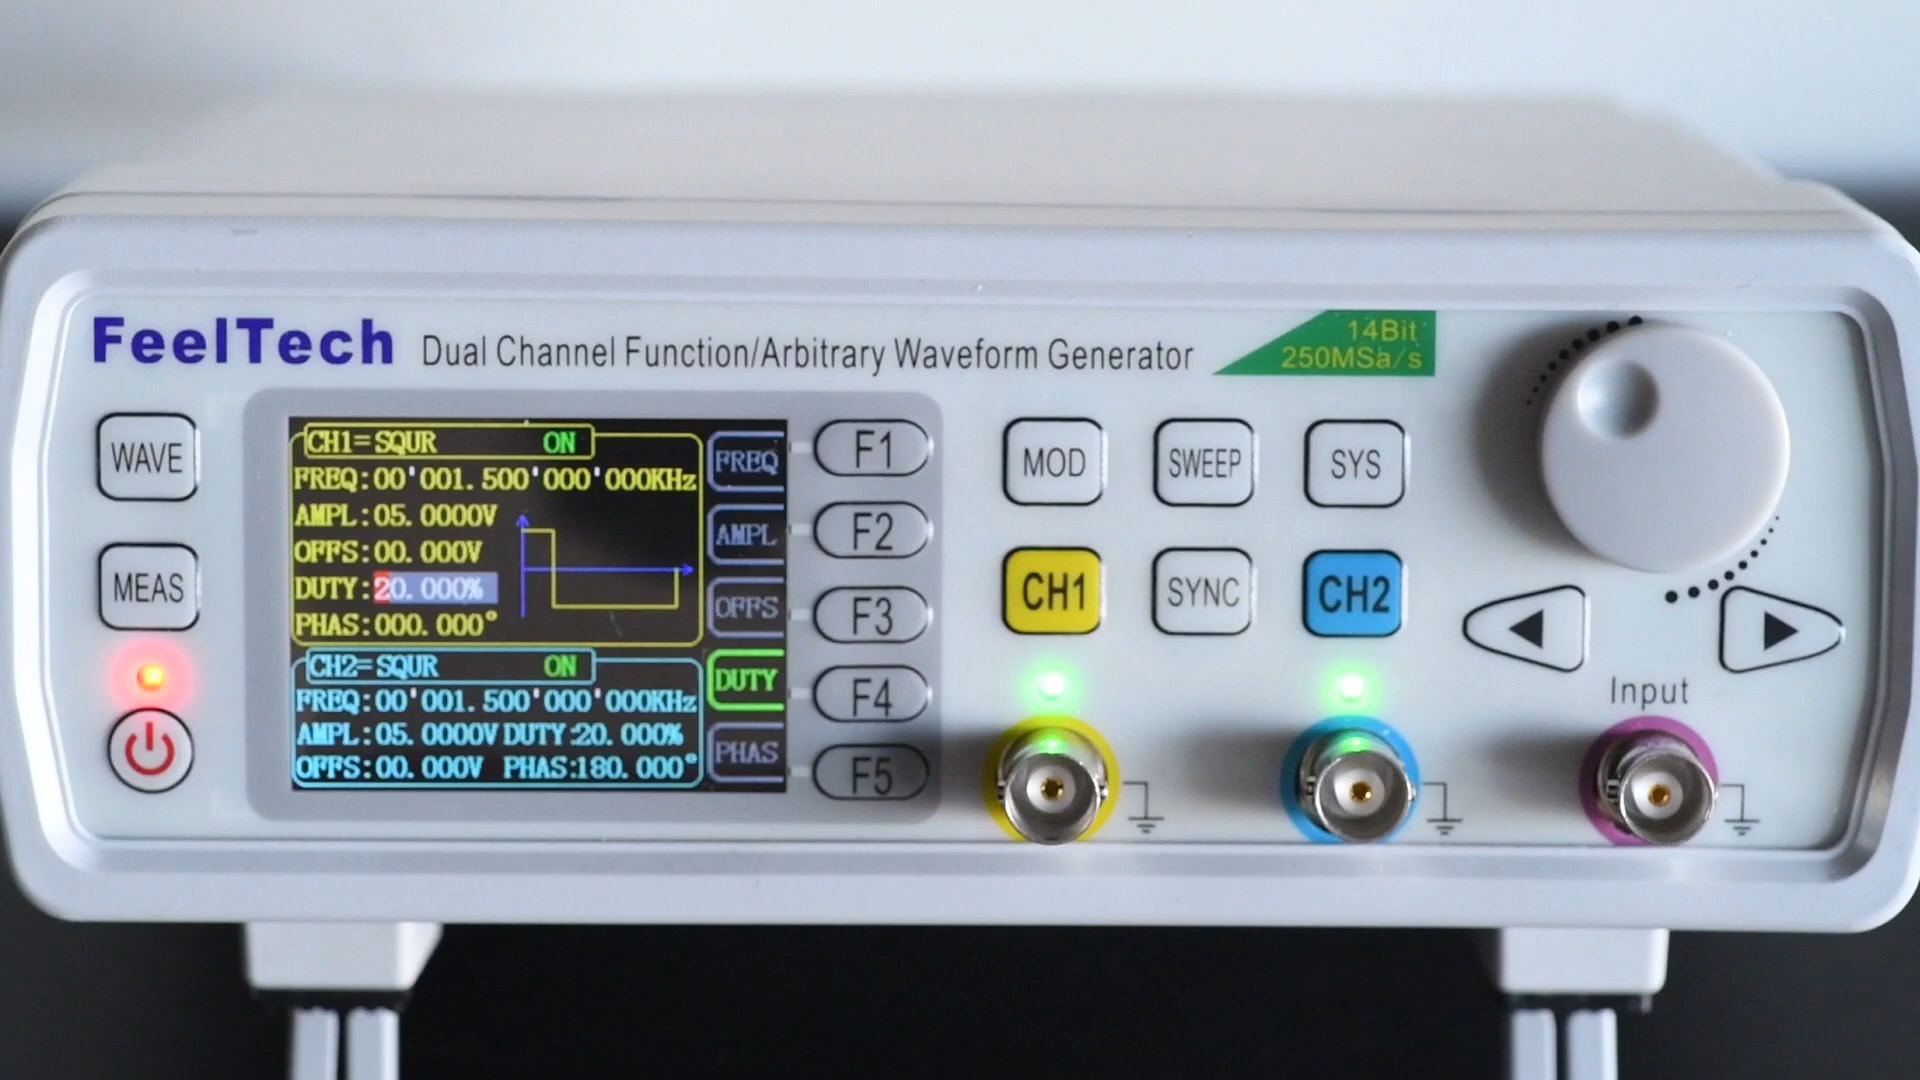 FeelTech Dual Channel Function/Arbitrary Waveform Generator
14Bit
250MSa/s
WAVE
MEAS
CH1=SQUR ON
FREQ:00'001.500'000'000KHz
AMPL:05.0000V
OFFS:00.000V
DUTY:20.000%
PHAS:000.000°
CH2=SQUR ON
FREQ:00'001.500'000'000KHz
AMPL:05.0000V DUTY:20.000%
OFFS:00.000V PHAS:180.000°
FREQ
AMPL
OFFS
DUTY
PHAS
F1
F2
F3
F4
F5
MOD SWEEP SYS
CH1 SYNC CH2
Input